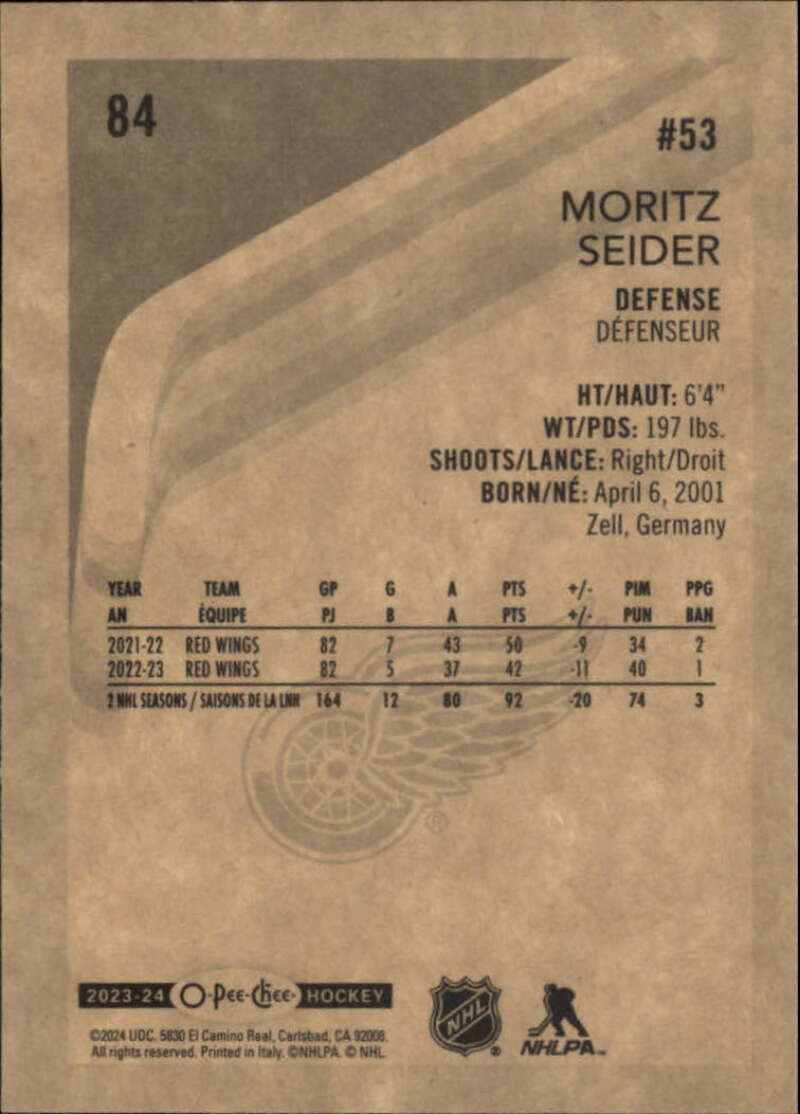 84
#53
MORITZ
SEIDER
DEFENSE
DÉFENSEUR
HT/HAUT: 6'4"
WT/PDS: 197 lbs.
SHOOTS/LANCE: Right/Droit
BORN/NÉ: April 6, 2001
Zell, Germany
YEAR TEAM GP G A PTS +/- PIM PPG
AN ÉQUIPE PJ B A PTS +/- PUN BAN
2021-22 RED WINGS 82 7 43 50 -9 34 2
2022-23 RED WINGS 82 5 37 42 -11 40 1
2 NHL SEASONS / SAISONS DE LA LNH 164 12 80 92 -20 74 3
®
2023-24 O-Pee-Chee HOCKEY
©2024 UDC. 5830 El Camino Real, Carlsbad, CA 92008.
All rights reserved. Printed in Italy. ©NHLPA. © NHL.
NHL ®
NHLPA